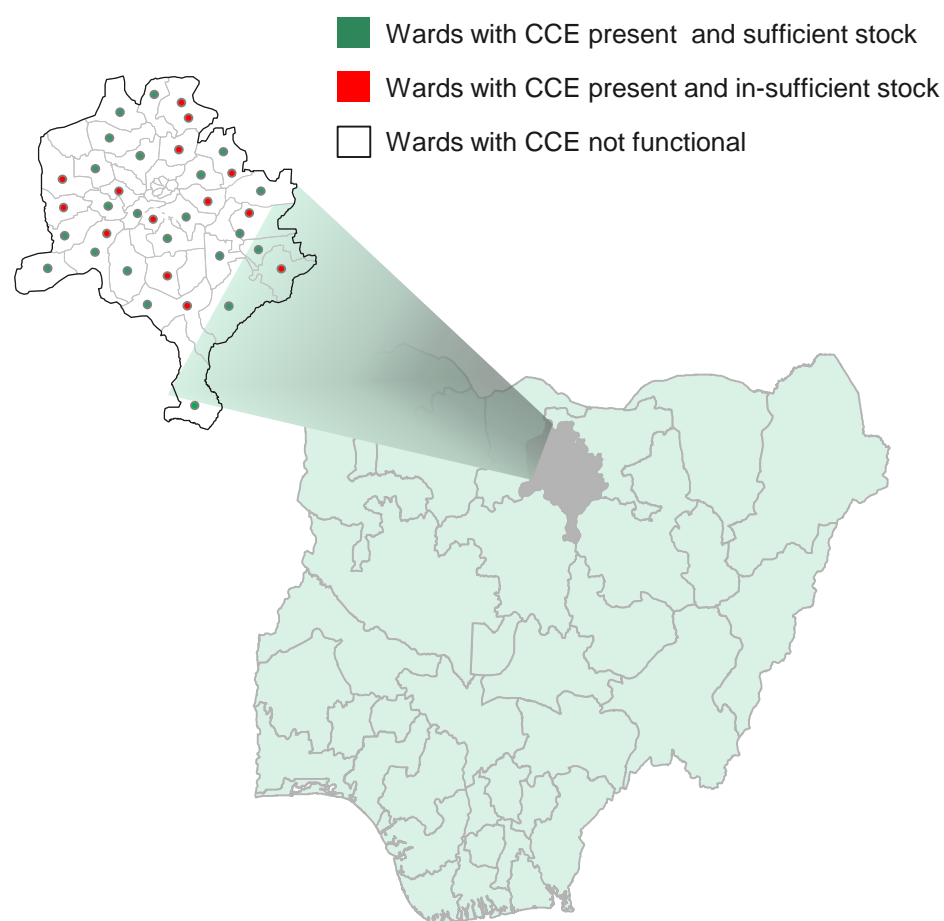 Wards with CCE present and sufficient stock
Wards with CCE present and in-sufficient stock
Wards with CCE not functional